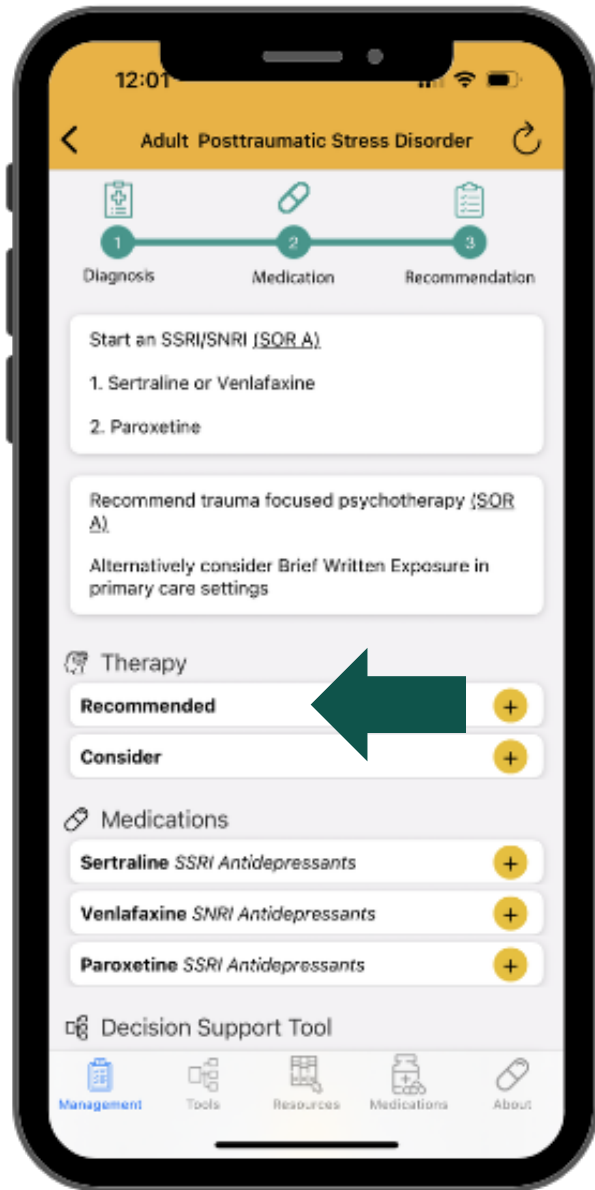 12:01
Adult Posttraumatic Stress Disorder
1
2
3
Diagnosis
Medication
Recommendation
Start an SSRI/SNRI (SOR A)
1. Sertraline or Venlafaxine
2. Paroxetine
Recommend trauma focused psychotherapy (SOR
A)
Alternatively consider Brief Written Exposure in
primary care settings
Therapy
Recommended +
Consider +
Medications
Sertraline SSRI Antidepressants +
Venlafaxine SNRI Antidepressants +
Paroxetine SSRI Antidepressants +
Decision Support Tool
Management Tools Resources Medications About